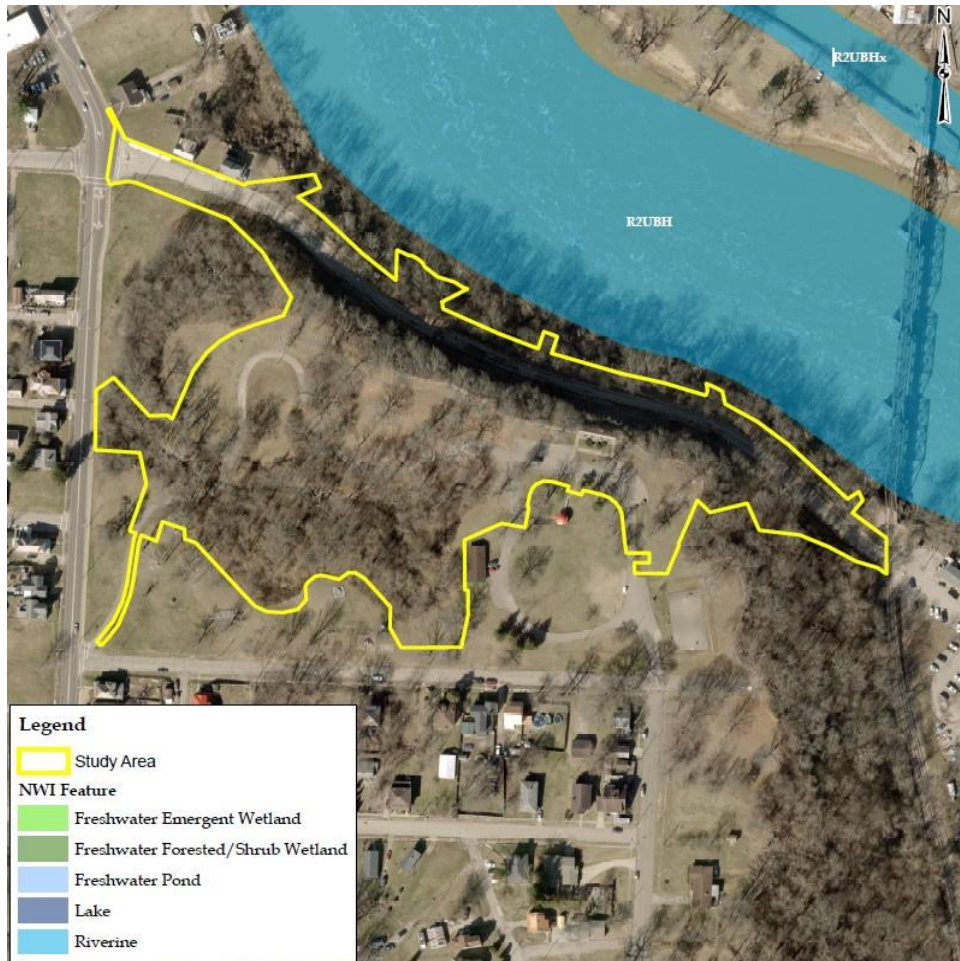 N
R2UBHx
R2UBH
Legend
Study Area
NWI Feature
Freshwater Emergent Wetland
Freshwater Forested/Shrub Wetland
Freshwater Pond
Lake
Riverine